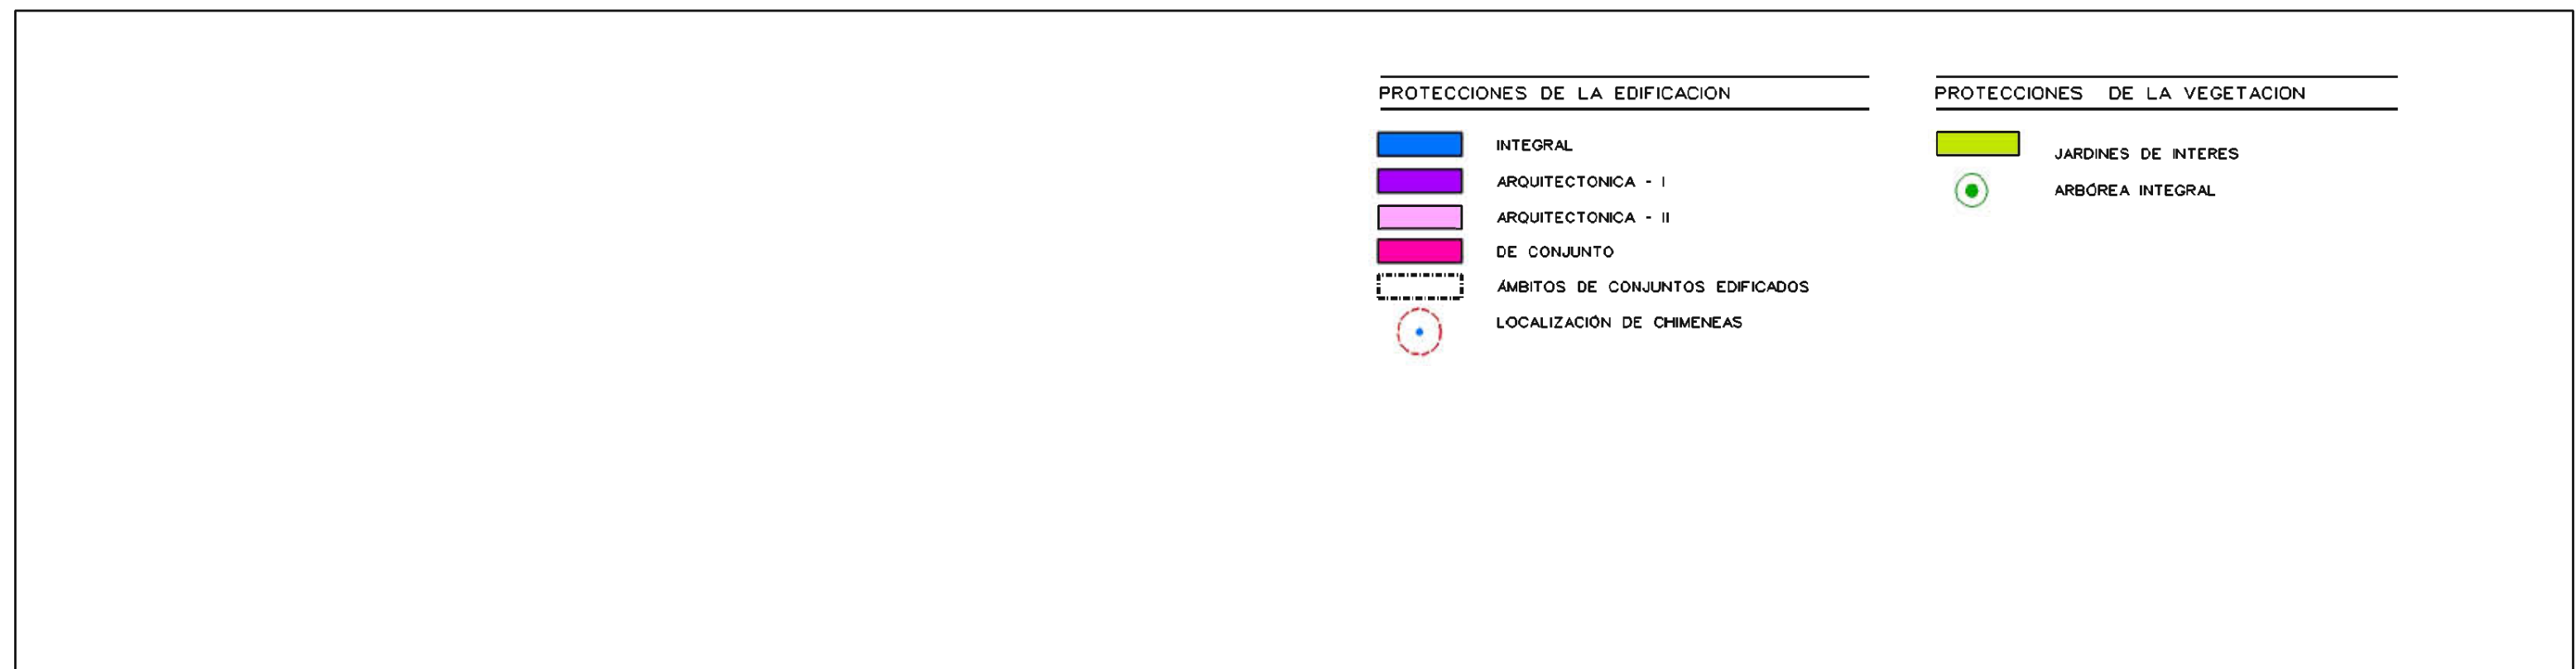 PROTECCIONES DE LA EDIFICACION
INTEGRAL
ARQUITECTONICA - I
ARQUITECTONICA - II
DE CONJUNTO
ÁMBITOS DE CONJUNTOS EDIFICADOS
LOCALIZACIÓN DE CHIMENEAS
PROTECCIONES DE LA VEGETACION
JARDINES DE INTERES
ARBÓREA INTEGRAL